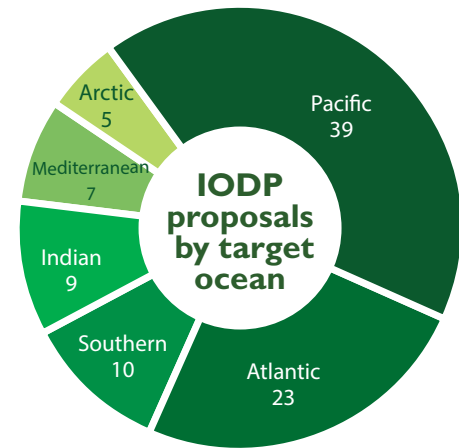 Arctic
5
Pacific
39
Mediterranean
7
IODP
proposals
by target
ocean
Indian
9
Southern
10
Atlantic
23